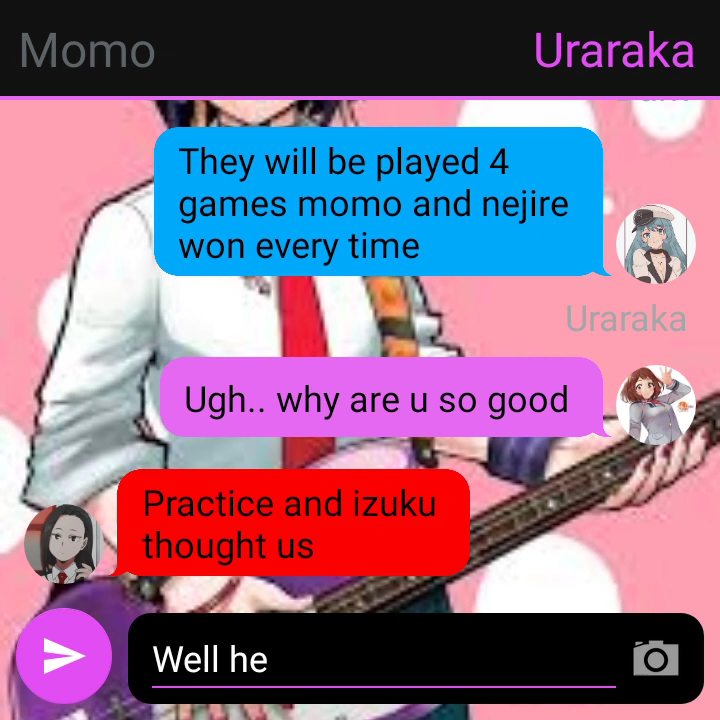 Momo
Uraraka
They will be played 4
games momo and nejire
won every time
Uraraka
Ugh.. why are u so good
Practice and izuku
thought us
Well he